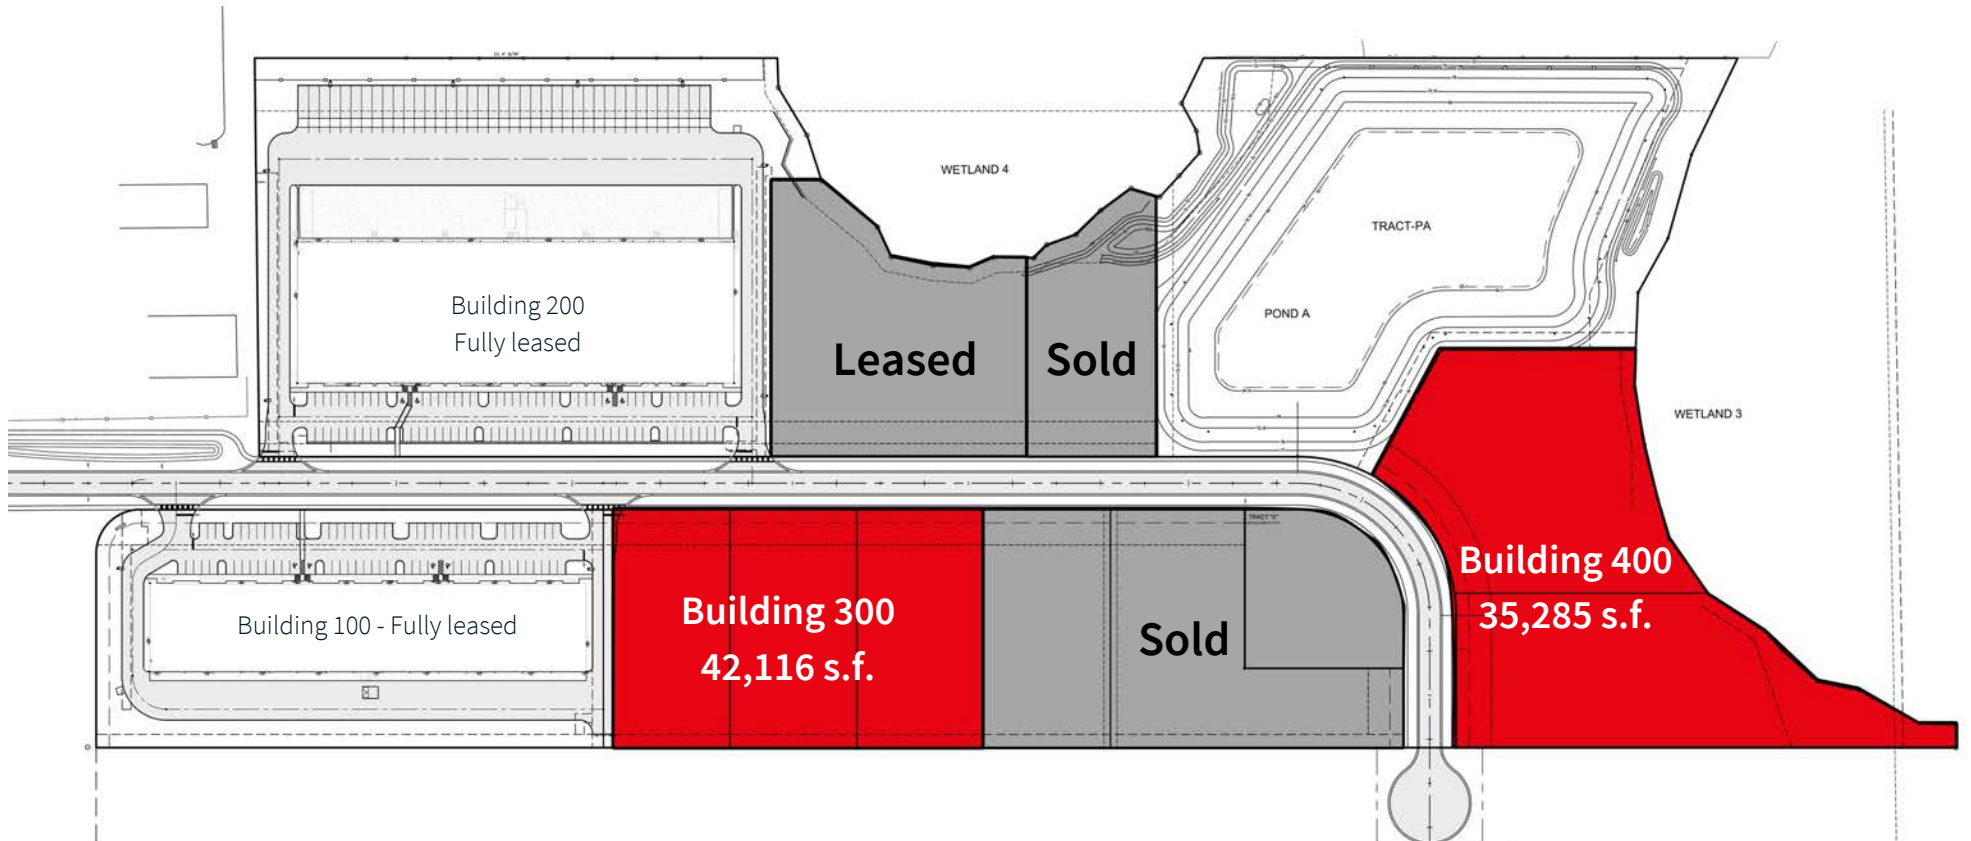 WETLAND 4
TRACT-PA
Building 200
Fully leased
POND A
Leased
Sold
WETLAND 3
TRACT "C"
Building 400
35,285 s.f.
Building 300
42,116 s.f.
Building 100 - Fully leased
Sold